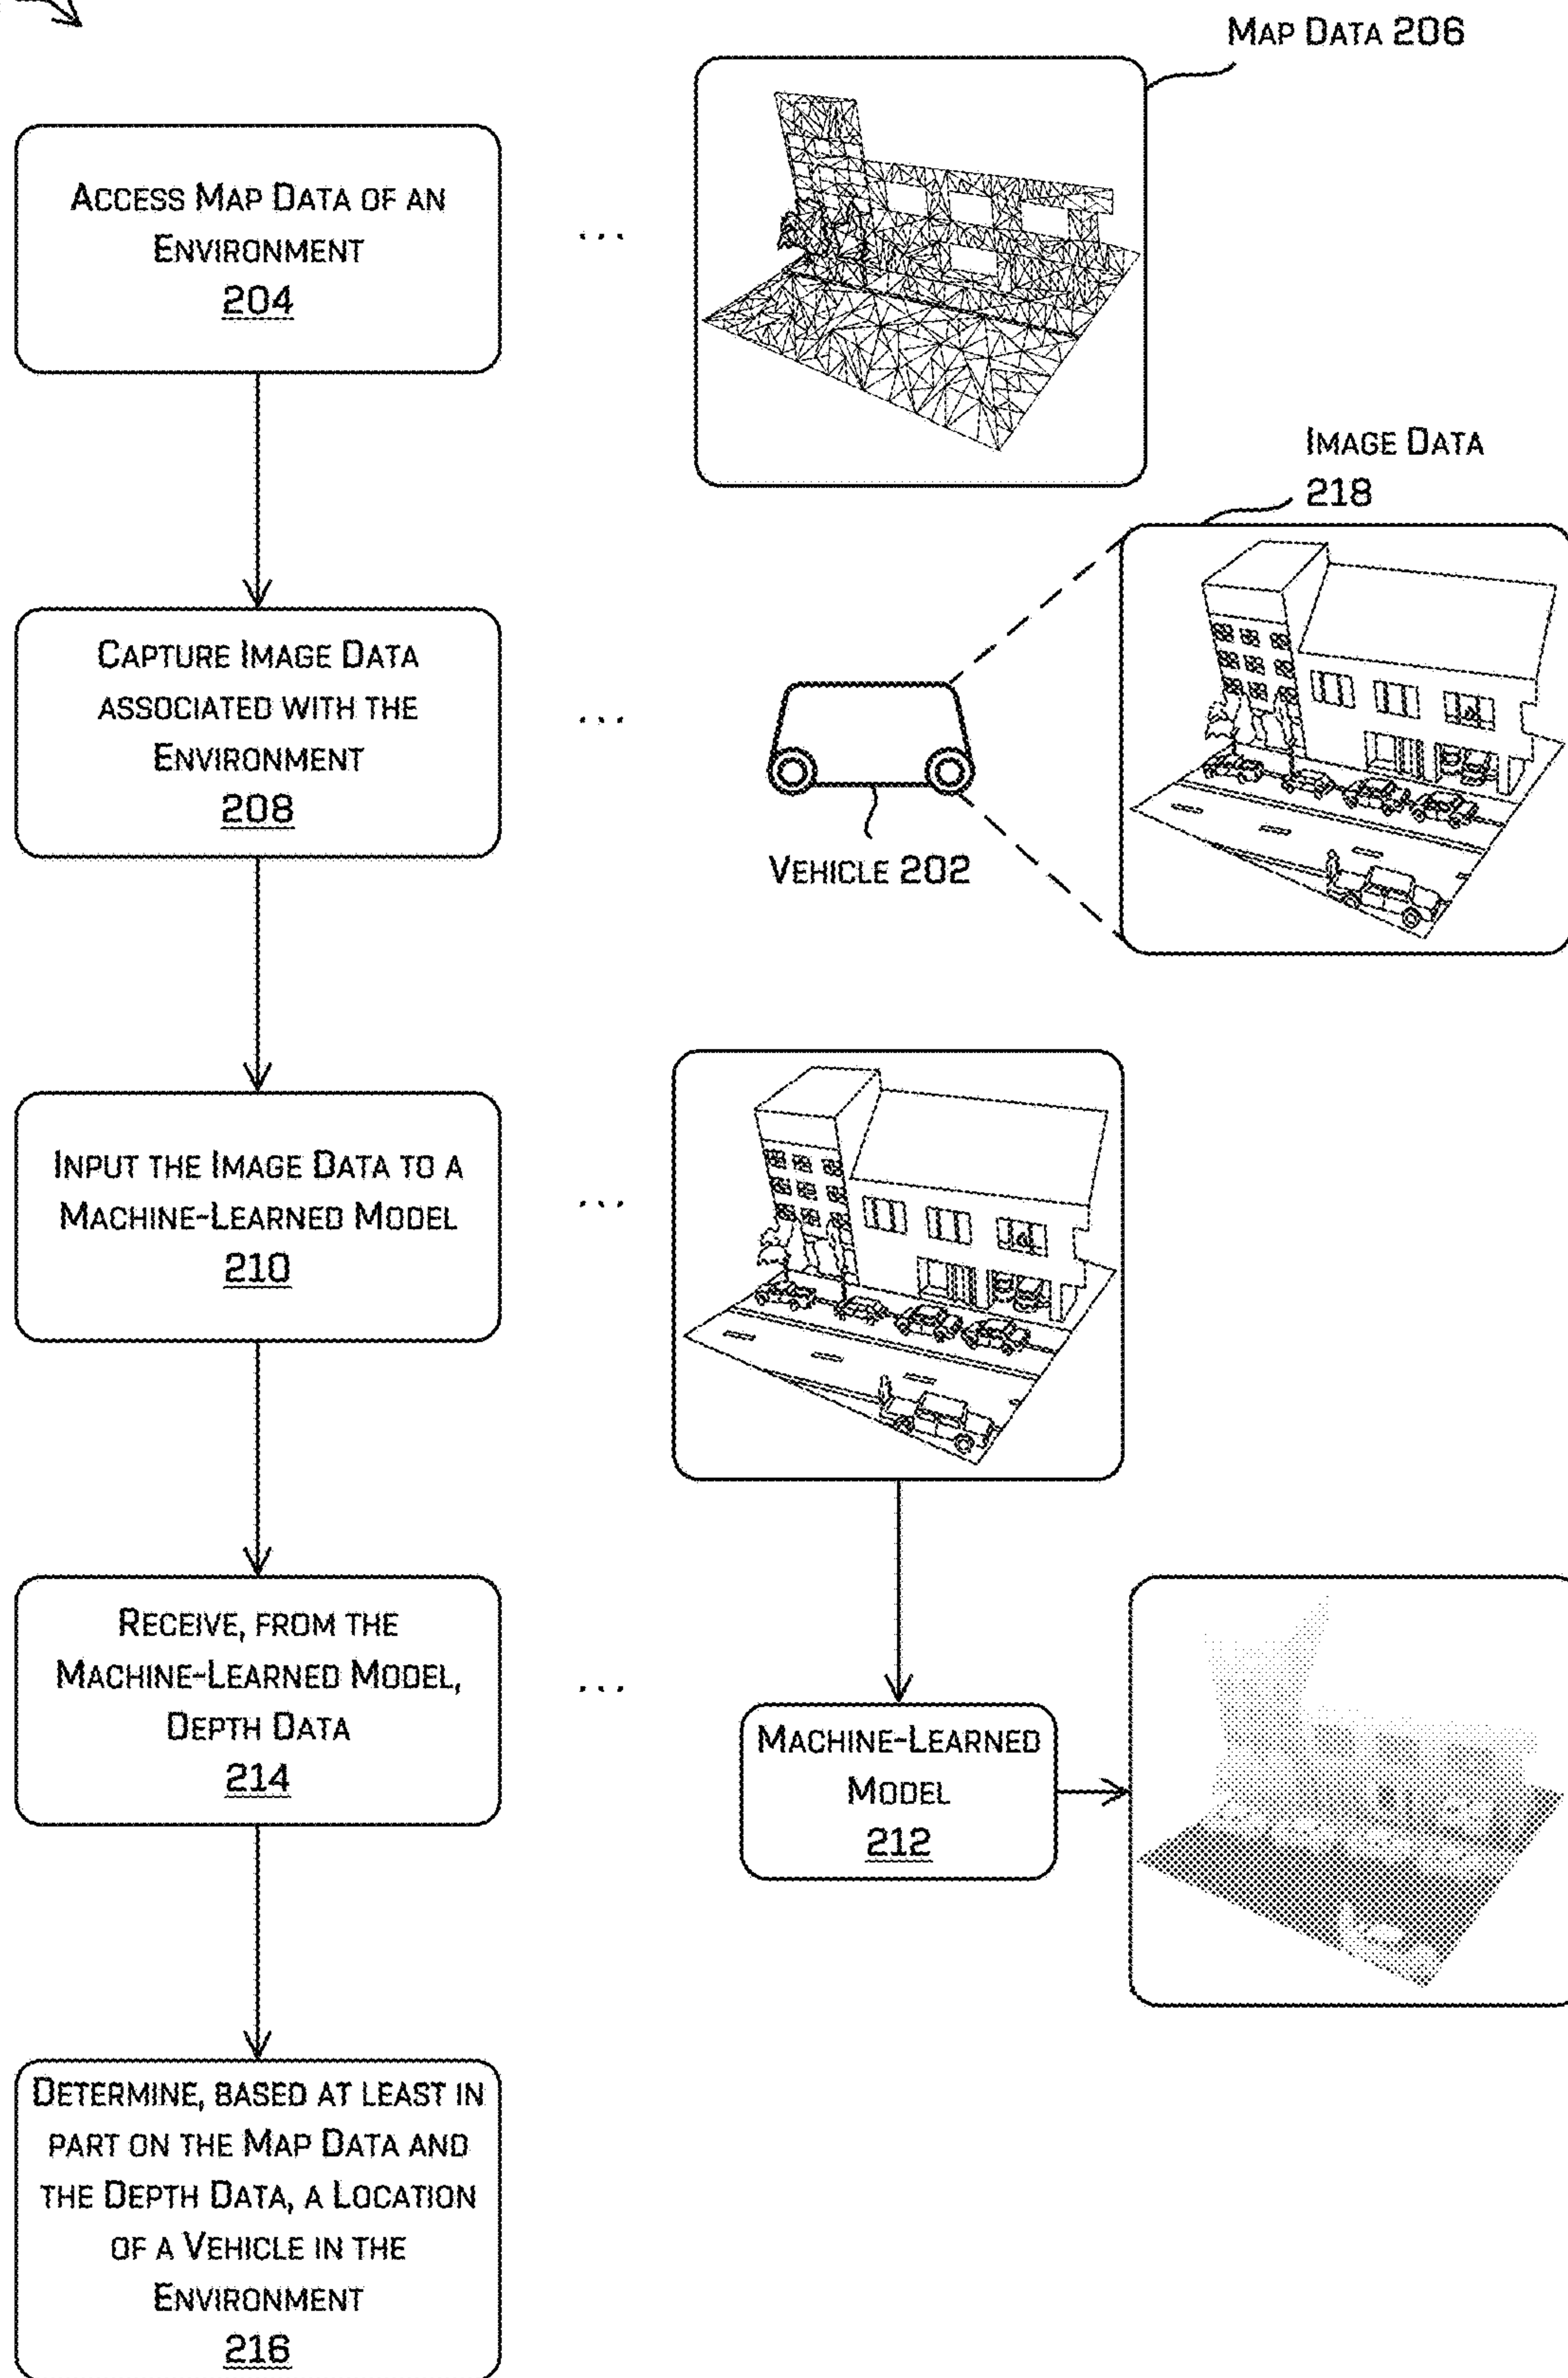 MAP DATA 206
ACCESS MAP DATA OF AN
ENVIRONMENT
204
...
IMAGE DATA
218
CAPTURE IMAGE DATA
ASSOCIATED WITH THE
ENVIRONMENT
208
...
VEHICLE 202
INPUT THE IMAGE DATA TO A
MACHINE-LEARNED MODEL
210
...
RECEIVE, FROM THE
MACHINE-LEARNED MODEL,
DEPTH DATA
214
...
MACHINE-LEARNED
MODEL
212
DETERMINE, BASED AT LEAST IN
PART ON THE MAP DATA AND
THE DEPTH DATA, A LOCATION
OF A VEHICLE IN THE
ENVIRONMENT
216